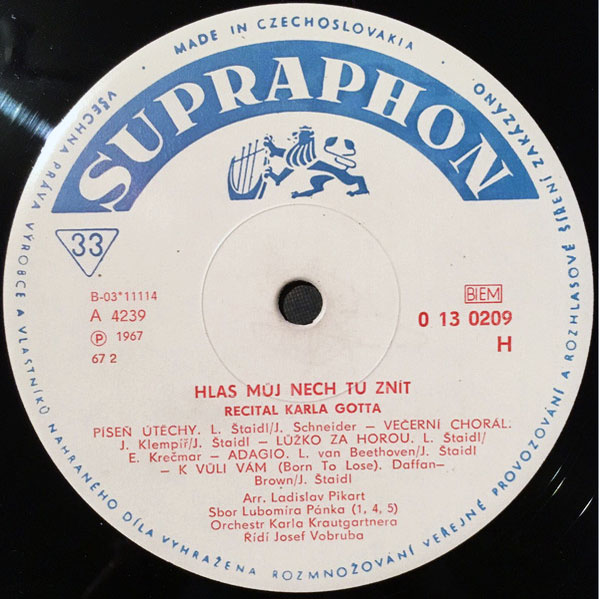 MADE IN CZECHOSLOVAKIA
SUPRAPHON
33
B-03*11114
A 4239
Ⓟ 1967
67 2
BIEM
0 13 0209
H
HLAS MŮJ NECH TU ZNÍT
RECITAL KARLA GOTTA
PÍSEŇ ÚTĚCHY. L. Štaidl/J. Schneider — VEČERNÍ CHORÁL.
J. Klempíř/J. Štaidl — LŮŽKO ZA HOROU. L. Štaidl/
E. Krečmar — ADAGIO. L. van Beethoven/J. Štaidl
— K VŮLI VÁM (Born To Lose). Daffan-
Brown/J. Štaidl
Arr. Ladislav Pikart
Sbor Lubomíra Pánka (1, 4, 5)
Orchestr Karla Krautgartnera
Řídí Josef Vobruba
VŠECHNA PRÁVA VÝROBCE A VLASTNÍKŮ NAHRANÉHO DÍLA VYHRAŽENA ROZMNOŽOVÁNÍ VEŘEJNÉ PROVOZOVÁNÍ A ROZHLASOVÉ ŠÍŘENÍ ZAKÁZÁNO